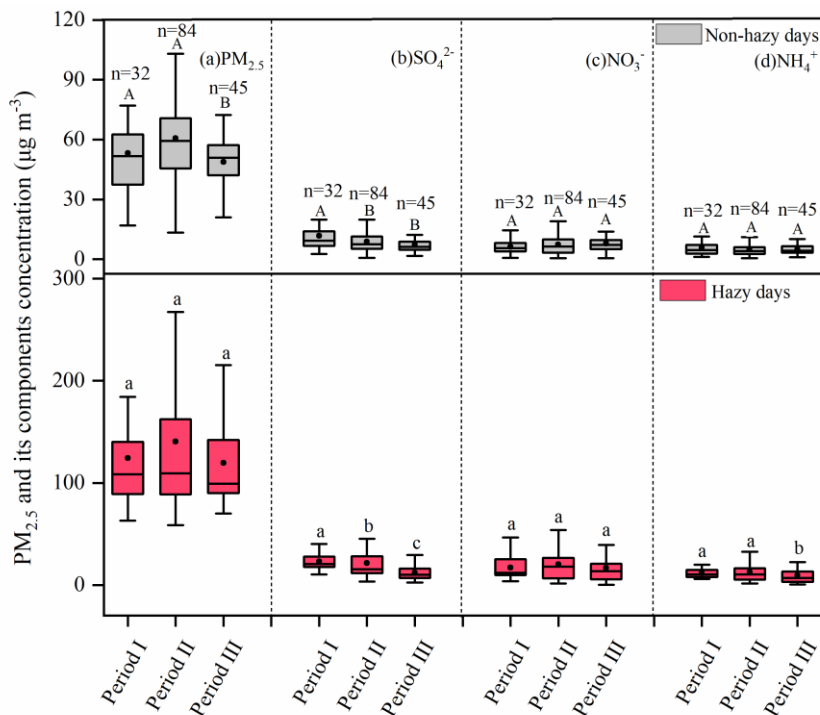 PM2.5 and its components concentration (µg m-3)
120
90
60
30
0
Non-hazy days
(a)PM2.5
(b)SO42-
(c)NO3-
(d)NH4+
n=32
A
n=84
A
n=45
B
n=32
A
n=84
B
n=45
B
n=32
A
n=84
A
n=45
A
n=32
A
n=84
A
n=45
A
300
200
100
0
Hazy days
a
a
a
a
b
c
a
a
a
a
a
b
Period I
Period II
Period III
Period I
Period II
Period III
Period I
Period II
Period III
Period I
Period II
Period III